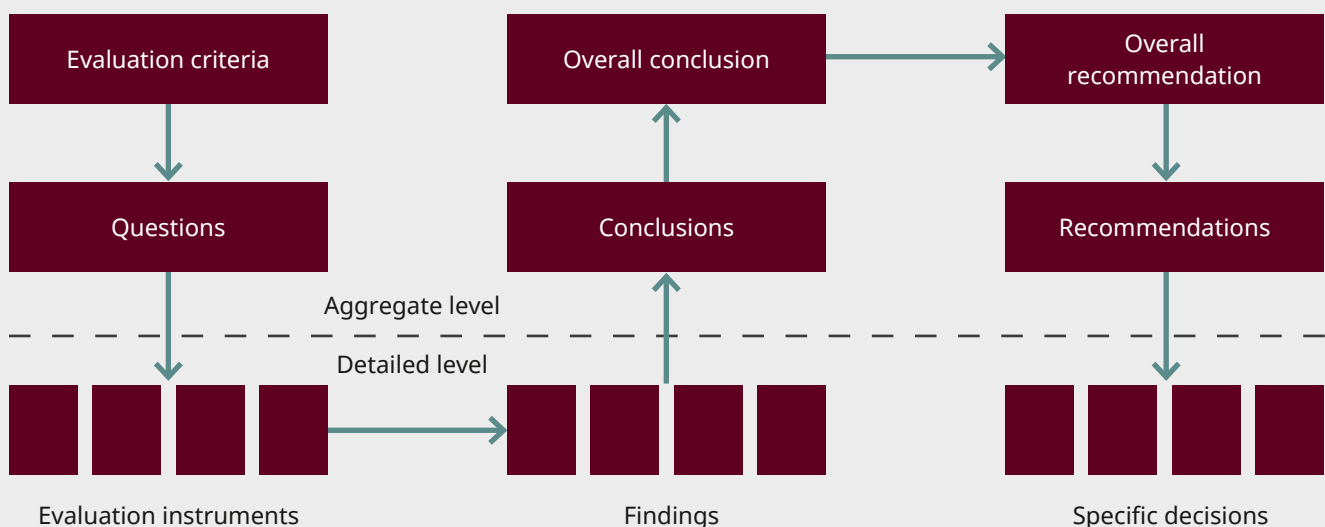 Evaluation criteria
Overall conclusion
Overall
recommendation
Questions
Conclusions
Recommendations
Aggregate level
Detailed level
Evaluation instruments
Findings
Specific decisions